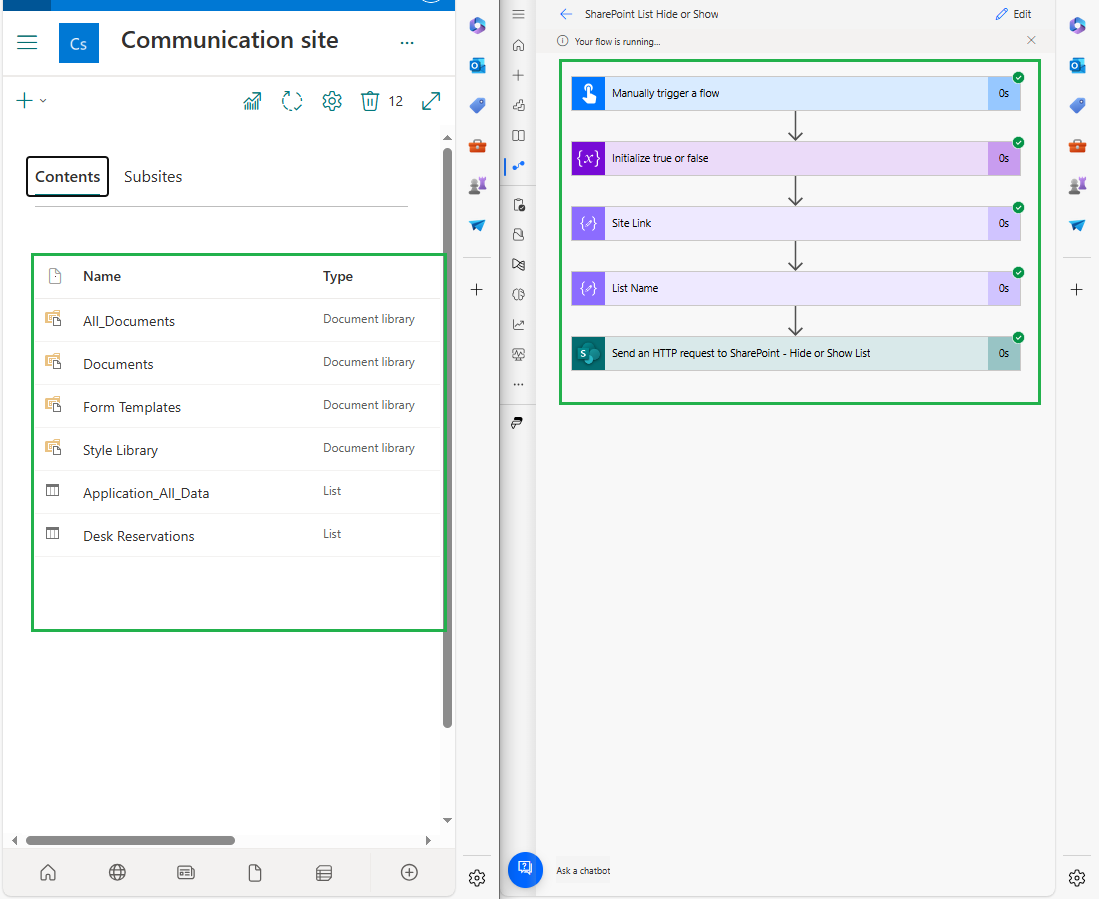 Cs
Communication site
...
12
Contents
Subsites
Name Type
All_Documents Document library
Documents Document library
Form Templates Document library
Style Library Document library
Application_All_Data List
Desk Reservations List
SharePoint List Hide or Show
Edit
Your flow is running...
Manually trigger a flow 0s
{x} Initialize true or false 0s
Site Link 0s
List Name 0s
S Send an HTTP request to SharePoint - Hide or Show List 0s
Ask a chatbot